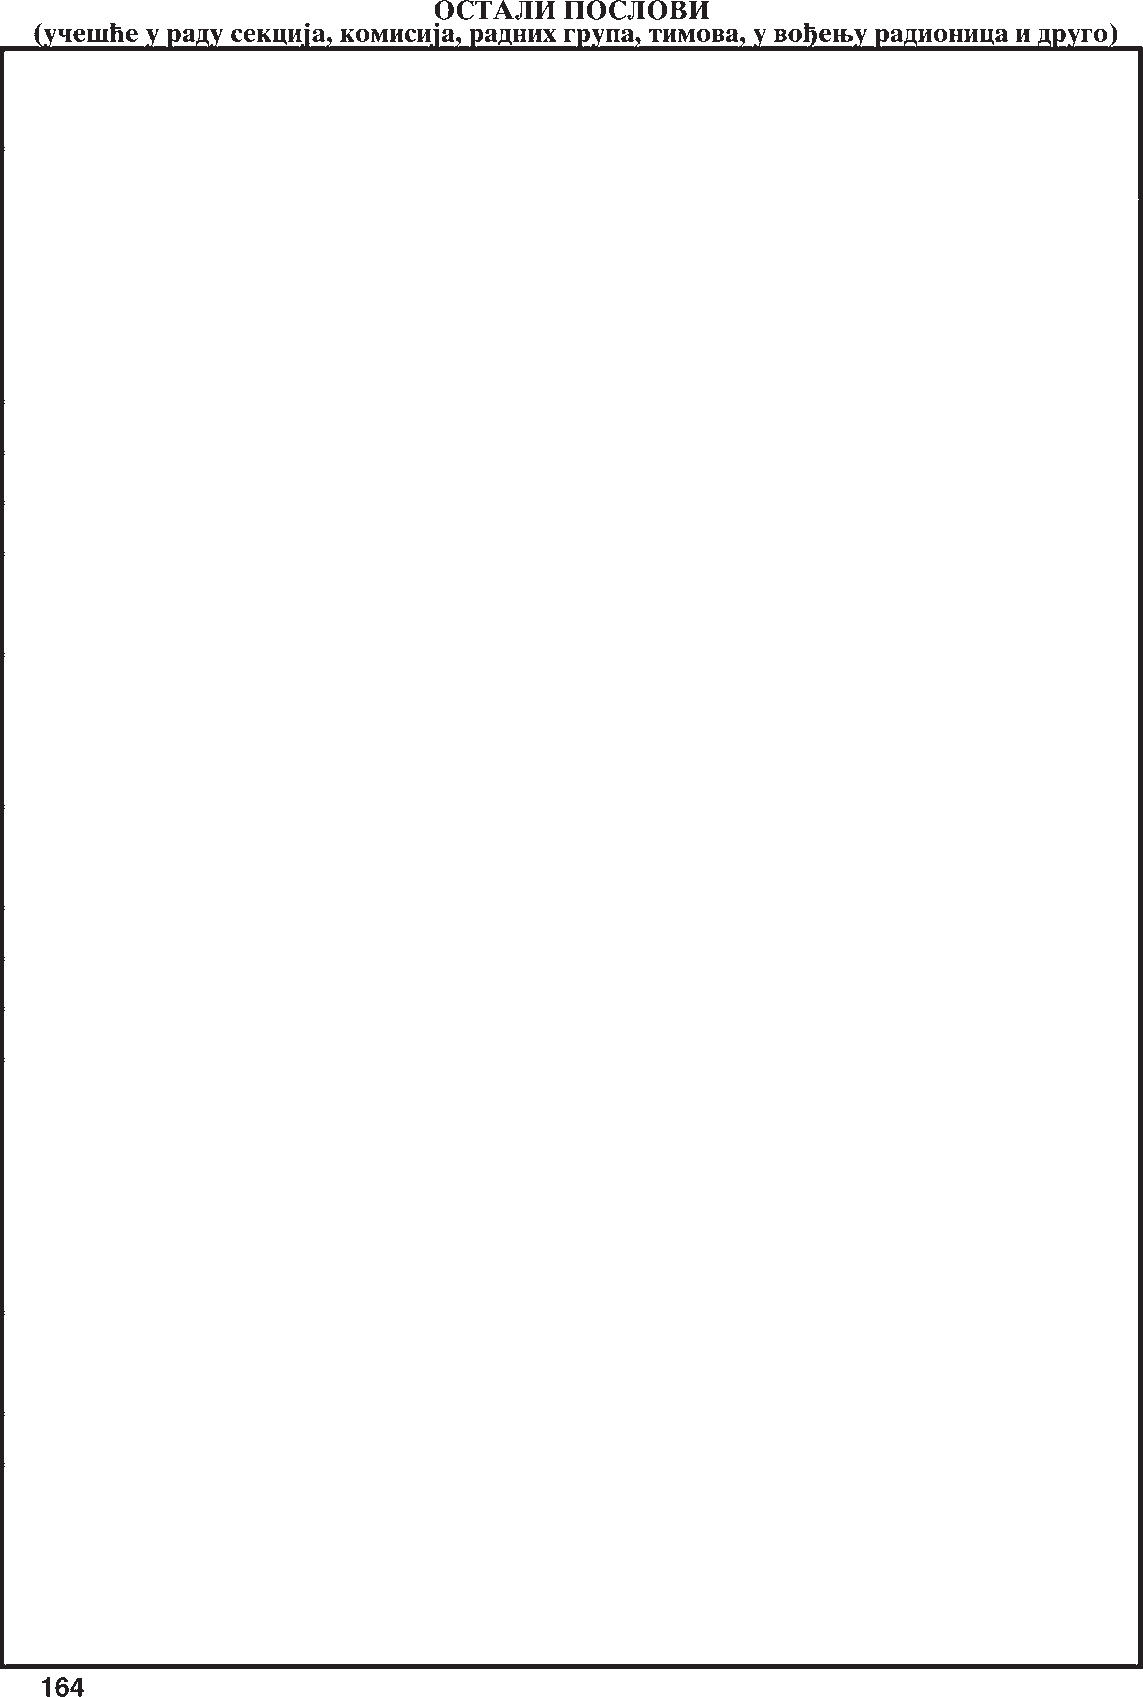 ОСТАЛИ ПОСЛОВИ
(учешће у раду секција, комисија, радних група, тимова, у вођењу радионица и друго)
164